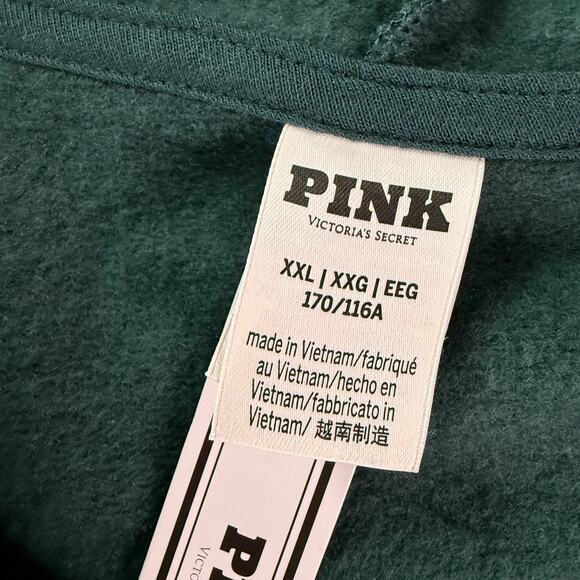 PINK
VICTORIA'S SECRET
XXL | XXG | EEG
170/116A
made in Vietnam/fabriqué
au Vietnam/hecho en
Vietnam/fabbricato in
Vietnam/ 越南制造